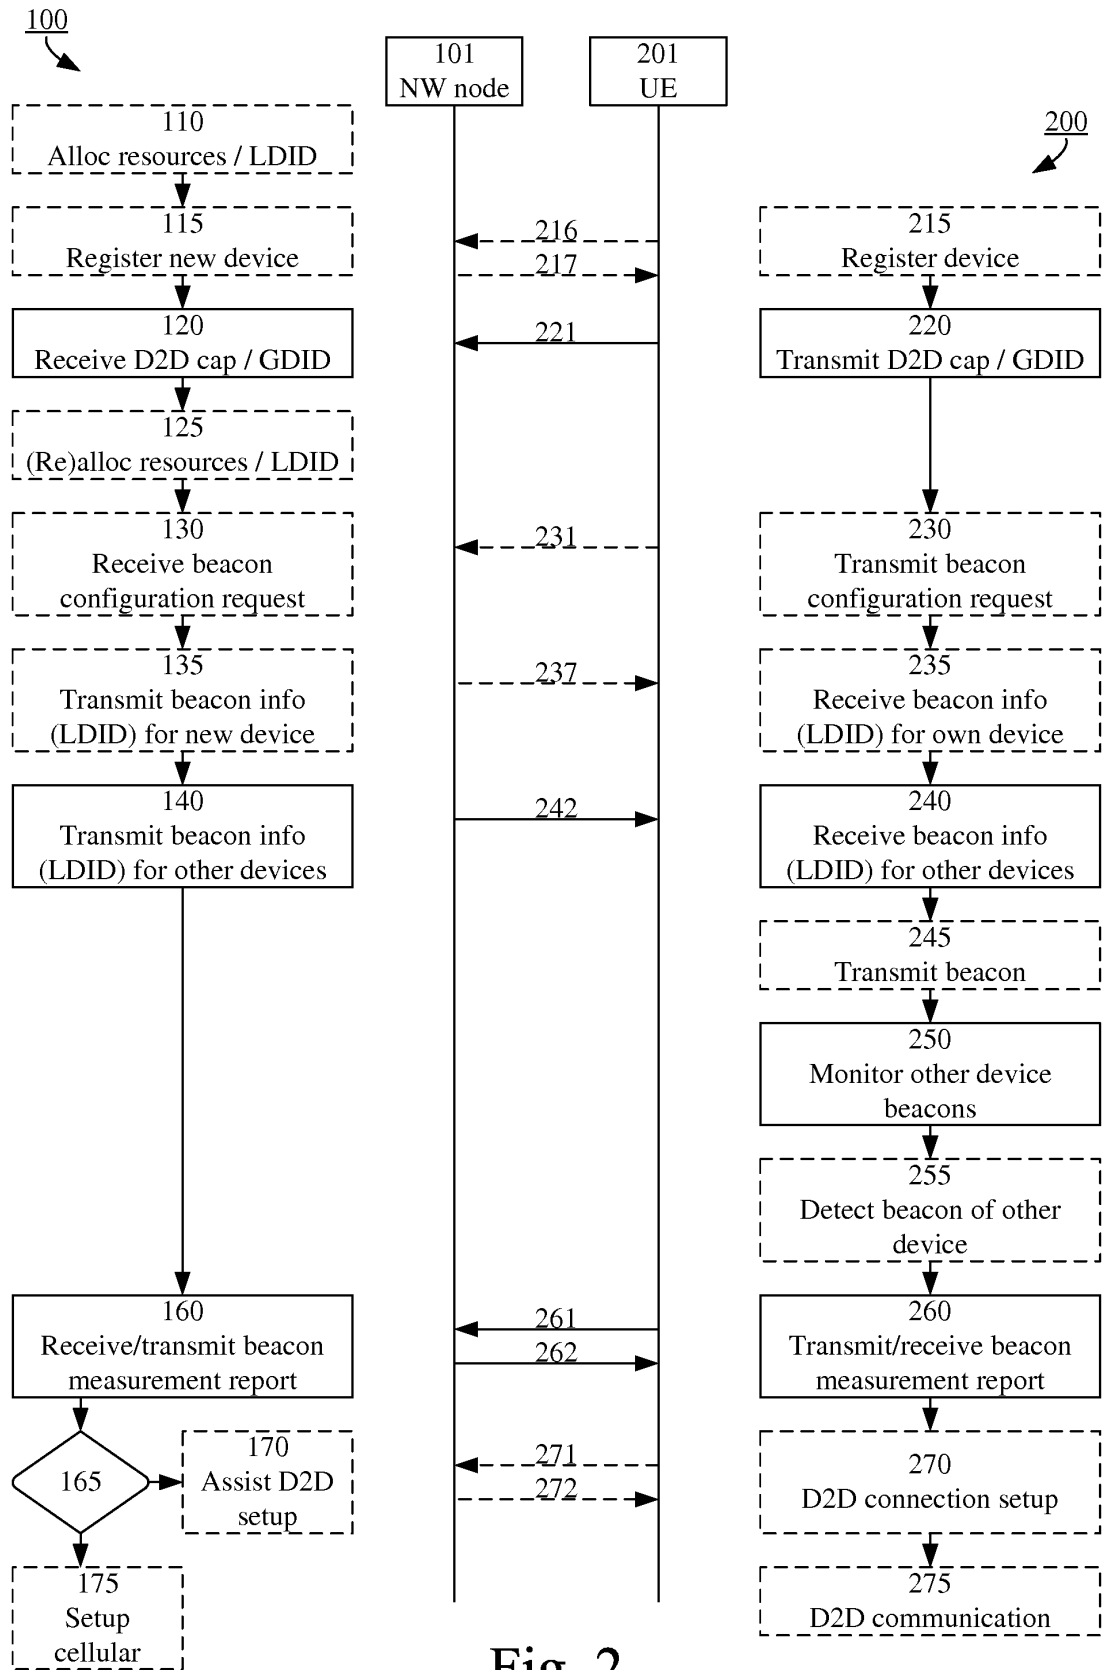 100
101
NW node
201
UE
110
Alloc resources / LDID
200
115
Register new device
216
217
215
Register device
120
Receive D2D cap / GDID
221
220
Transmit D2D cap / GDID
125
(Re)alloc resources / LDID
130
Receive beacon
configuration request
231
230
Transmit beacon
configuration request
135
Transmit beacon info
(LDID) for new device
237
235
Receive beacon info
(LDID) for own device
140
Transmit beacon info
(LDID) for other devices
242
240
Receive beacon info
(LDID) for other devices
245
Transmit beacon
250
Monitor other device
beacons
255
Detect beacon of other
device
160
Receive/transmit beacon
measurement report
261
262
260
Transmit/receive beacon
measurement report
165
170
Assist D2D
setup
271
272
270
D2D connection setup
175
Setup
cellular
275
D2D communication
Fig. 2